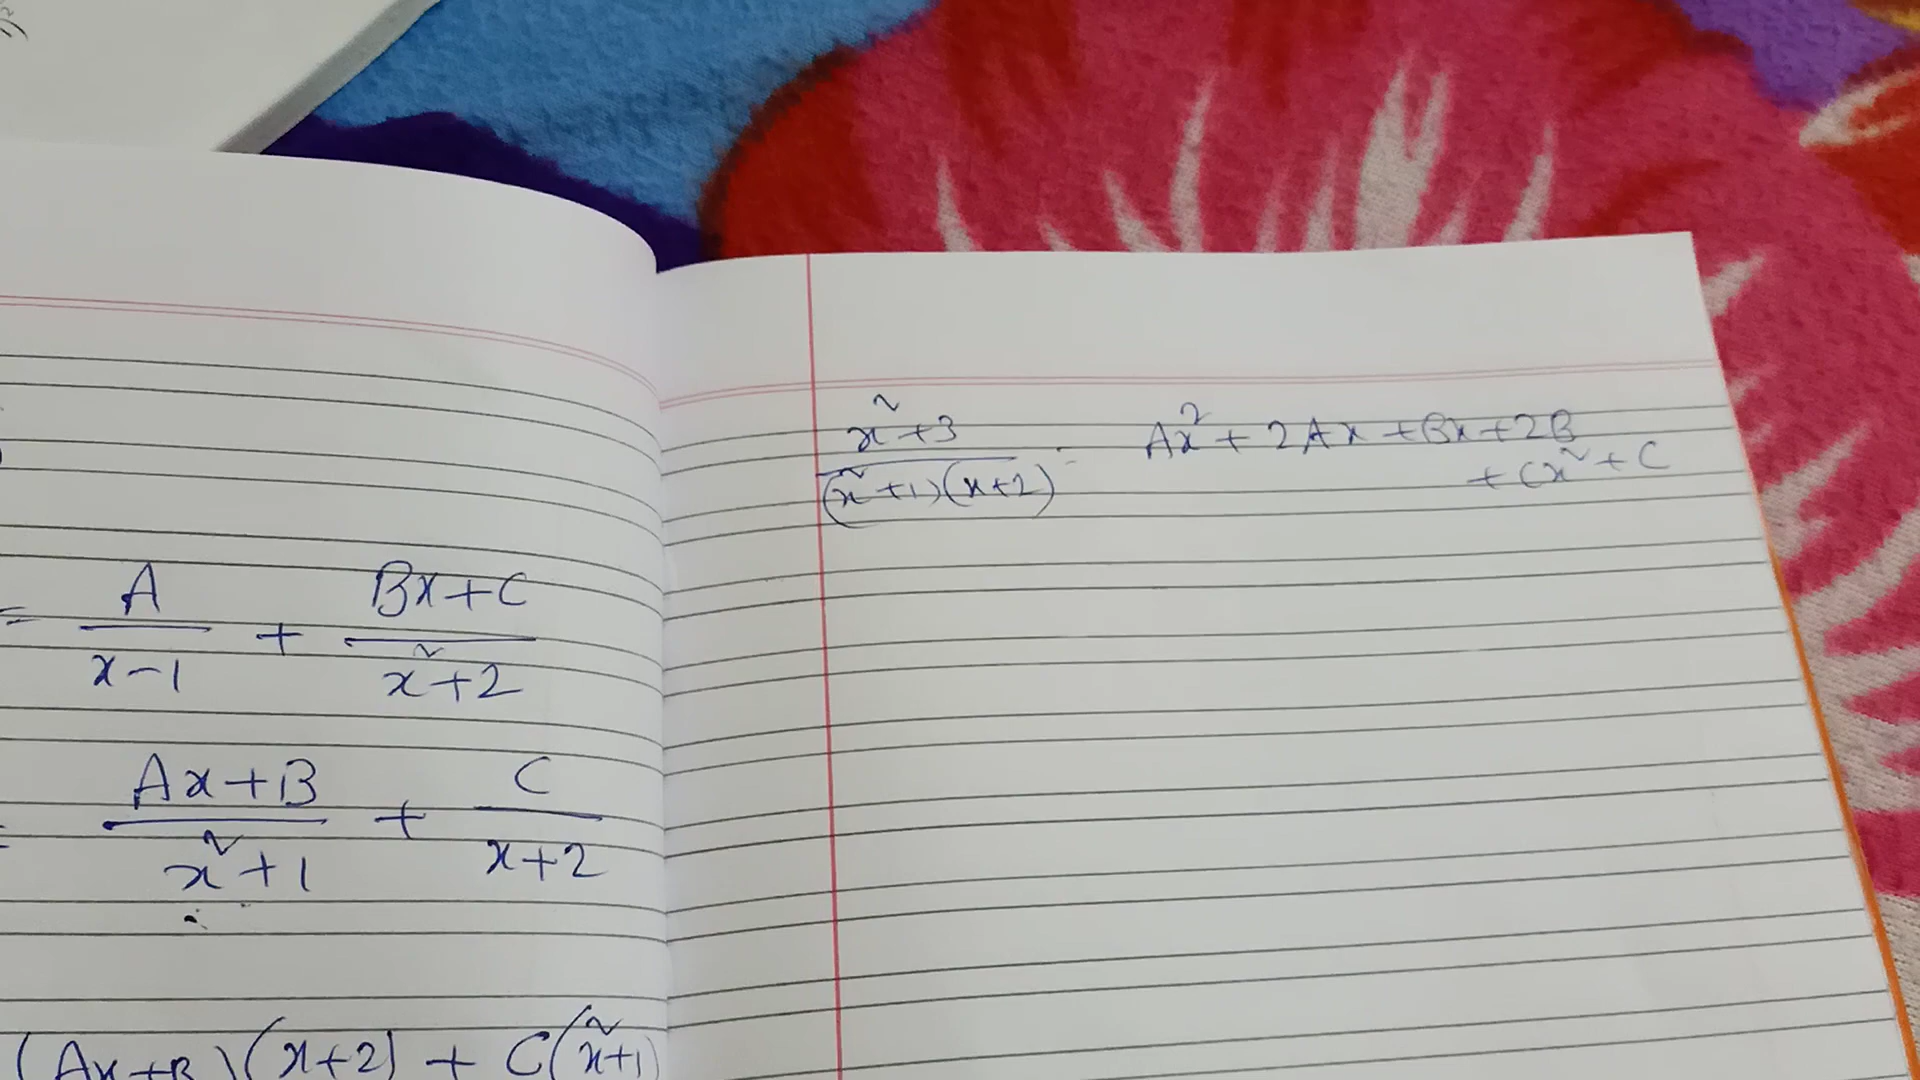 = A/(x-1) + (Bx+C)/(x²+2)
(Ax+B)/(x²+1) + C/(x+2)
(Ax+B)(x+2) + C(x²+1)
(x²+3)/((x²+1)(x+2)) = Ax²+2Ax+Bx+2B
+Cx²+C